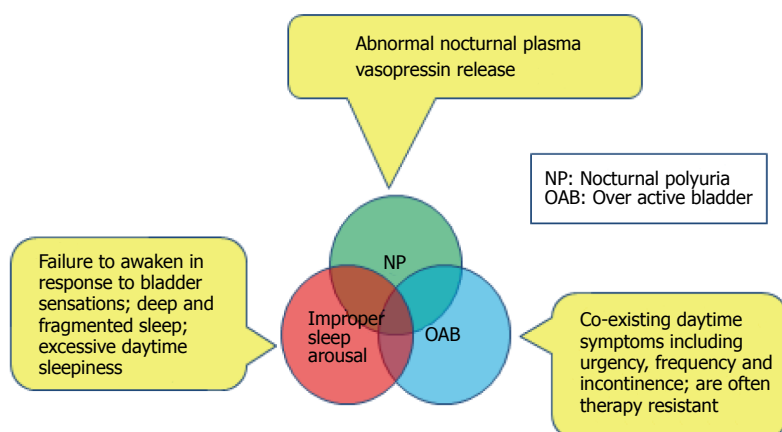 Abnormal nocturnal plasma
vasopressin release
NP: Nocturnal polyuria
OAB: Over active bladder
NP
Failure to awaken in
response to bladder
sensations; deep and
fragmented sleep;
excessive daytime
sleepiness
Improper
sleep
arousal
OAB
Co-existing daytime
symptoms including
urgency, frequency and
incontinence; are often
therapy resistant